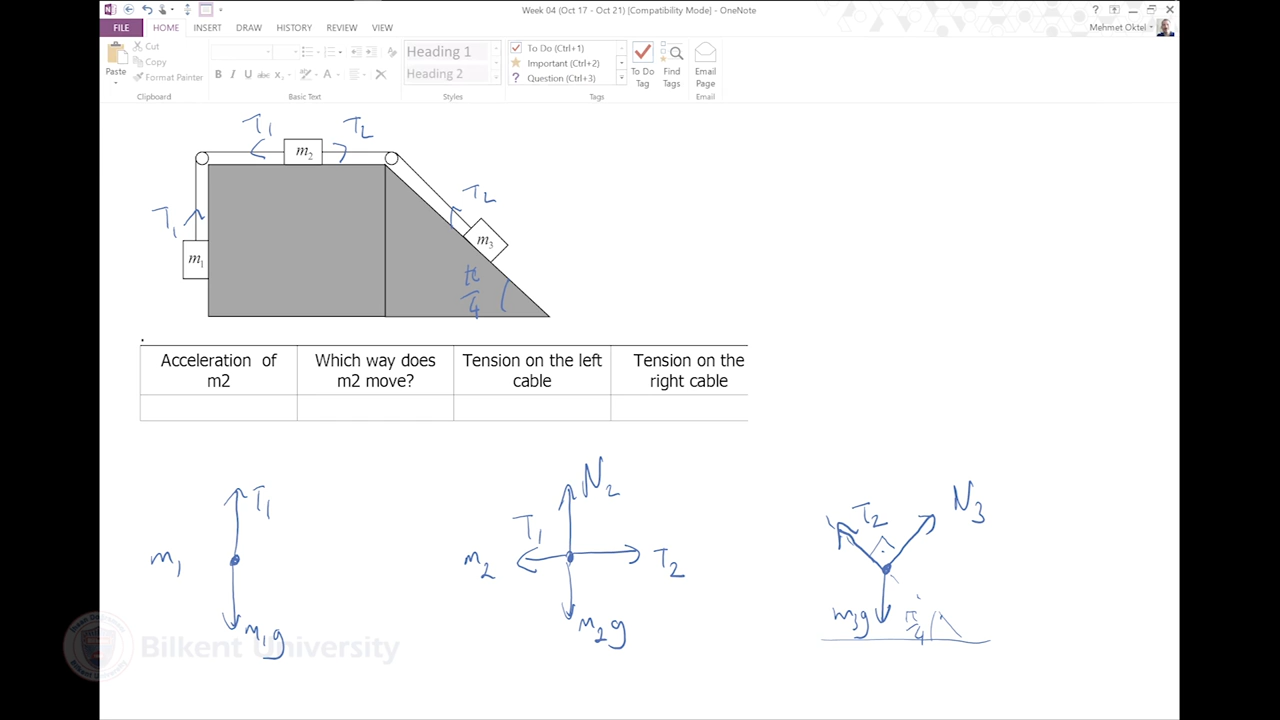 Week 04 (Oct 17 - Oct 21) [Compatibility Mode] - OneNote
FILE HOME INSERT DRAW HISTORY REVIEW VIEW
Mehmet Oktel
Paste
Cut
Copy
Format Painter
Clipboard
B I U abc X₂
Basic Text
Heading 1
Heading 2
Styles
To Do (Ctrl+1)
Important (Ctrl+2)
Question (Ctrl+3)
To Do Tag
Find Tags
Tags
Email Page
Email
T₁ T₂
m₂
T₂
T₁
m₃
m₁
π/4
Acceleration of m2
Which way does m2 move?
Tension on the left cable
Tension on the right cable
N₂
T₁
N₃
T₂
T₁
m₁
m₂
T₂
m₁g
m₂g
m₃g
π/4
Bilkent University